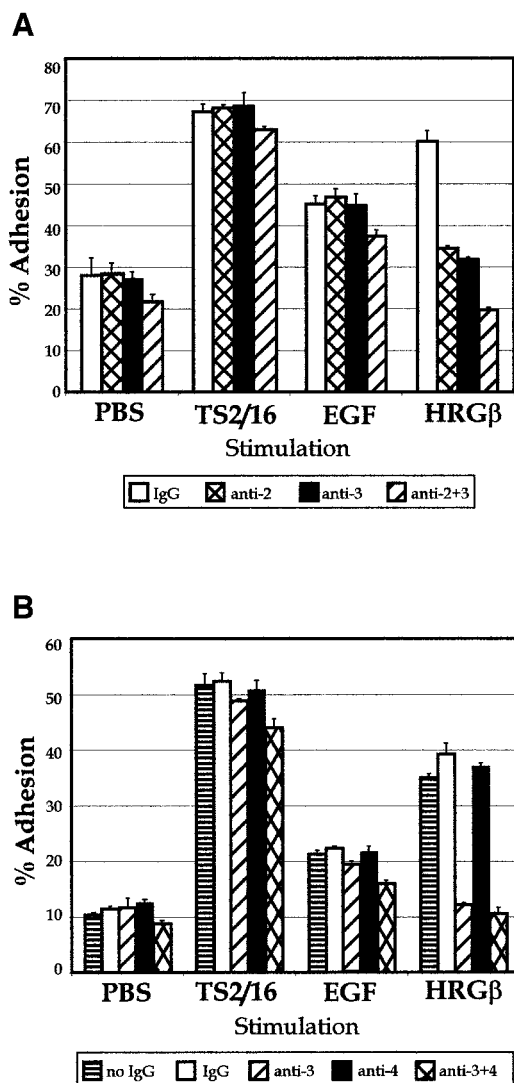 A
80
70
60
50
40
30
20
10
0
% Adhesion
PBS TS2/16 EGF HRGβ
Stimulation
IgG anti-2 anti-3 anti-2+3
B
60
50
40
30
20
10
0
% Adhesion
PBS TS2/16 EGF HRGβ
Stimulation
no IgG IgG anti-3 anti-4 anti-3+4